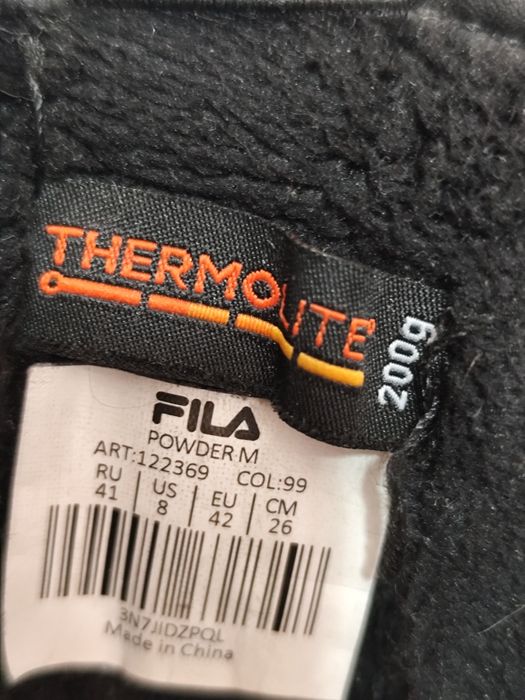 THERMOLITE
200g
FILA
POWDER M
ART:122369 COL:99
RU US EU CM
41 8 42 26
3N7JIDZPQL
Made in China